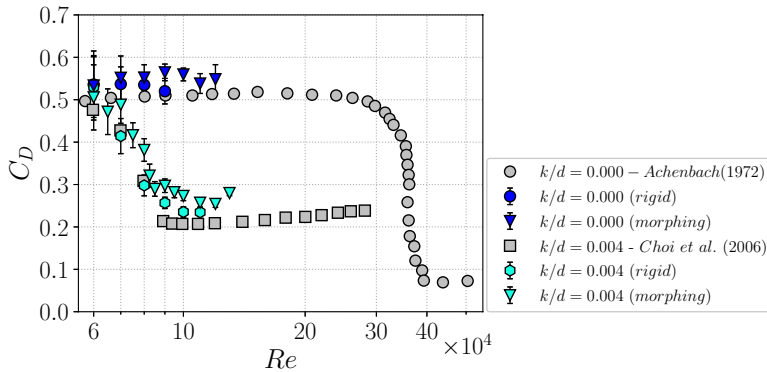 0.7
0.6
0.5
0.4
0.3
0.2
0.1
0.0
C_D
6 10 20 30 40
×10^4
Re
k/d = 0.000 − Achenbach(1972)
k/d = 0.000 (rigid)
k/d = 0.000 (morphing)
k/d = 0.004 - Choi et al. (2006)
k/d = 0.004 (rigid)
k/d = 0.004 (morphing)